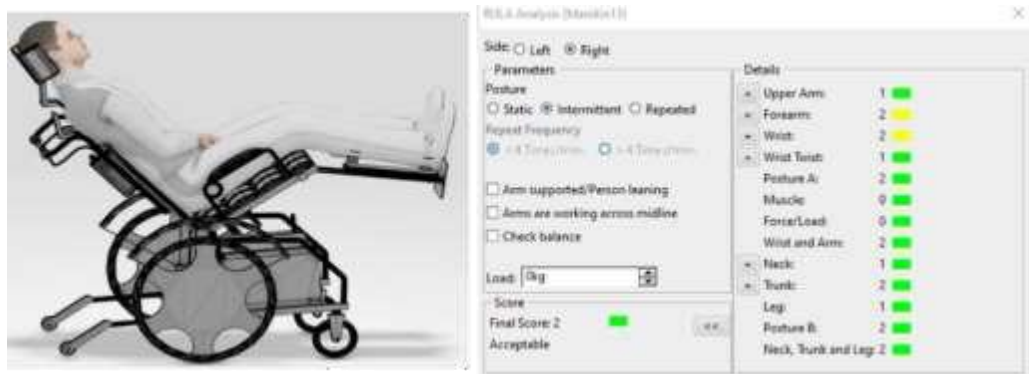 RULA Analysis (Manikin13)
Side: Left Right
Parameters
Posture
Static Intermittent Repeated
Repeat Frequency
Arm supported/Person leaning
Arms are working across midline
Check balance
Load: 0kg
Score
Final Score: 2
<<
Acceptable
Details
+ Upper Arm: 1
+ Forearm: 2
+ Wrist: 2
+ Wrist Twist: 1
Posture A: 2
Muscle: 0
Force/Load: 0
Wrist and Arm: 2
+ Neck: 1
+ Trunk: 2
Leg: 1
Posture B: 2
Neck, Trunk and Leg: 2